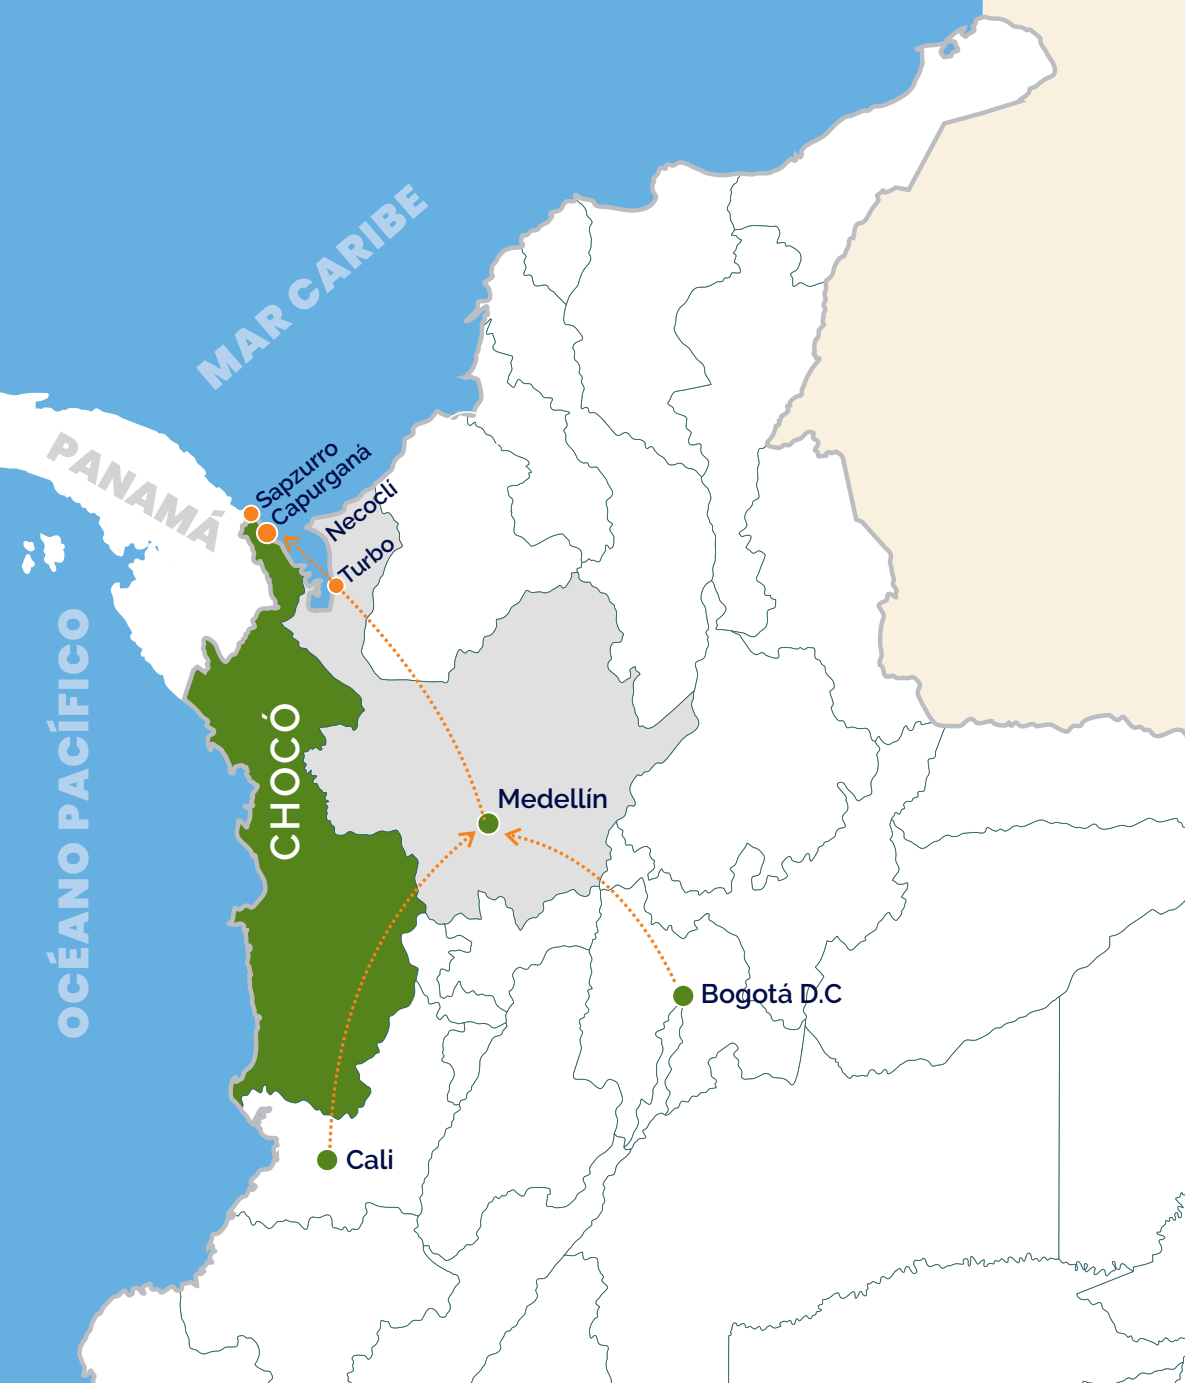 MAR CARIBE
PANAMÁ
Sapzurro
Capurganá
Necoclí
Turbo
OCÉANO PACÍFICO
CHOCÓ
Medellín
Bogotá D.C
Cali